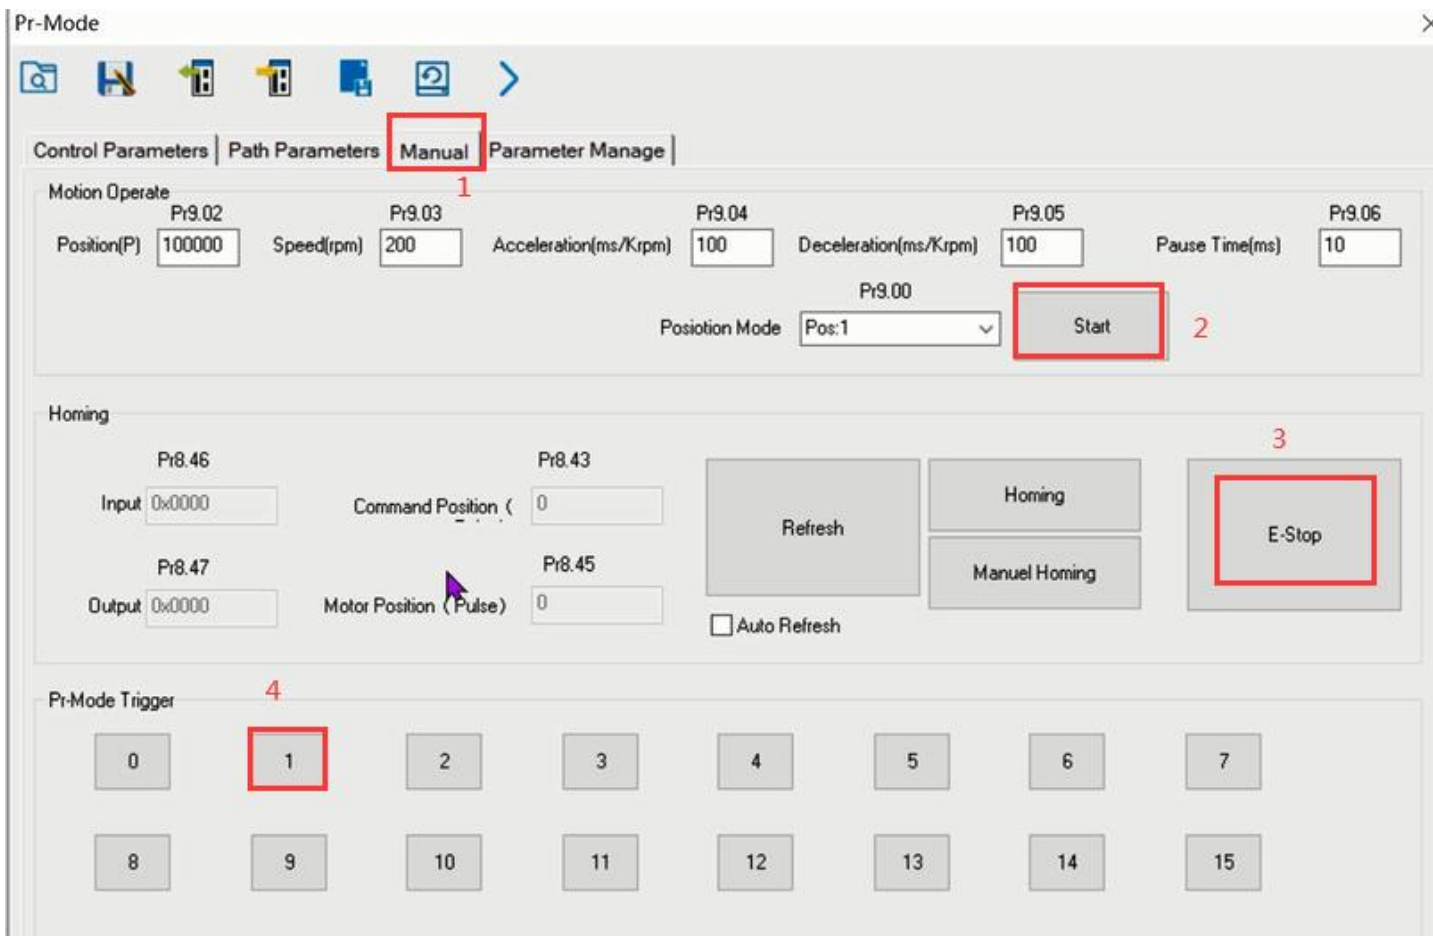 Pr-Mode
Control Parameters Path Parameters Manual Parameter Manage
1
Motion Operate
Pr9.02 Pr9.03 Pr9.04 Pr9.05 Pr9.06
Position(P) 100000 Speed(rpm) 200 Acceleration(ms/Krpm) 100 Deceleration(ms/Krpm) 100 Pause Time(ms) 10
Pr9.00
Posiotion Mode Pos:1 Start 2
Homing
3
Pr8.46 Pr8.43
Input 0x0000 Command Position ( 0
Refresh Homing E-Stop
Pr8.47 Pr8.45
Manuel Homing
Output 0x0000 Motor Position (Pulse) 0
Auto Refresh
Pr-Mode Trigger 4
0 1 2 3 4 5 6 7
8 9 10 11 12 13 14 15